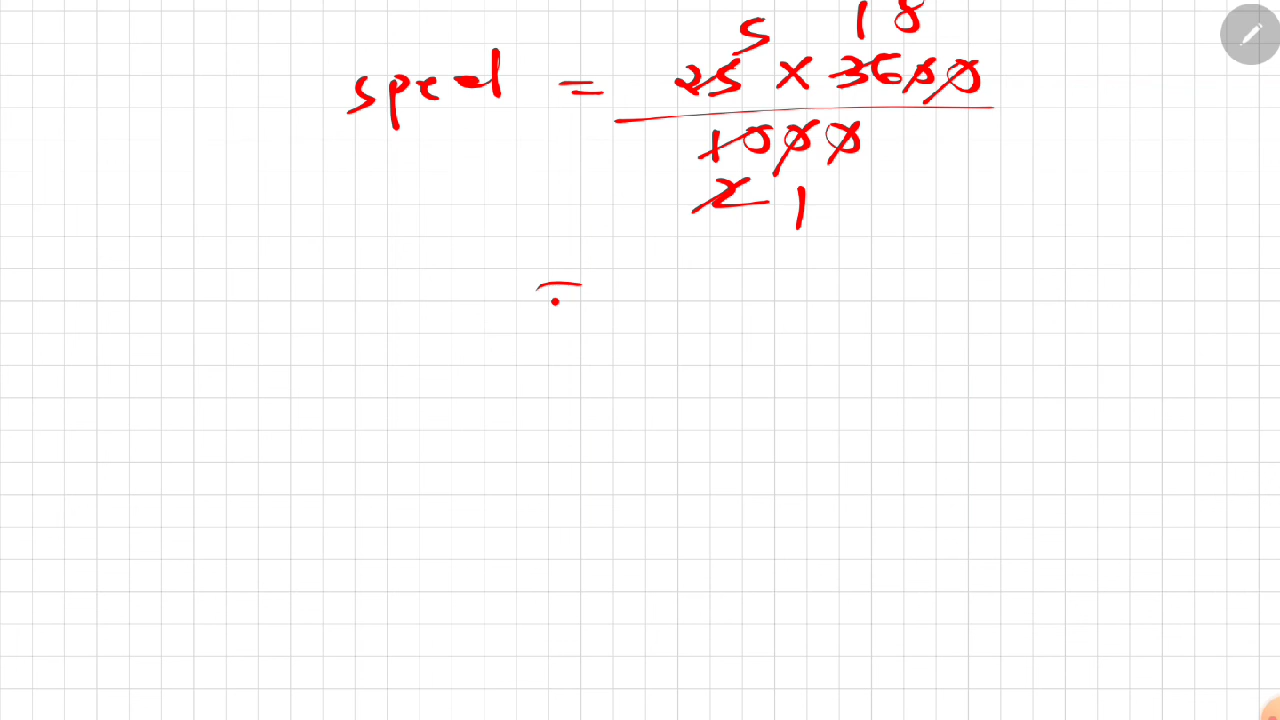 5 18
speed = 25 × 3600
1000
2 1
=